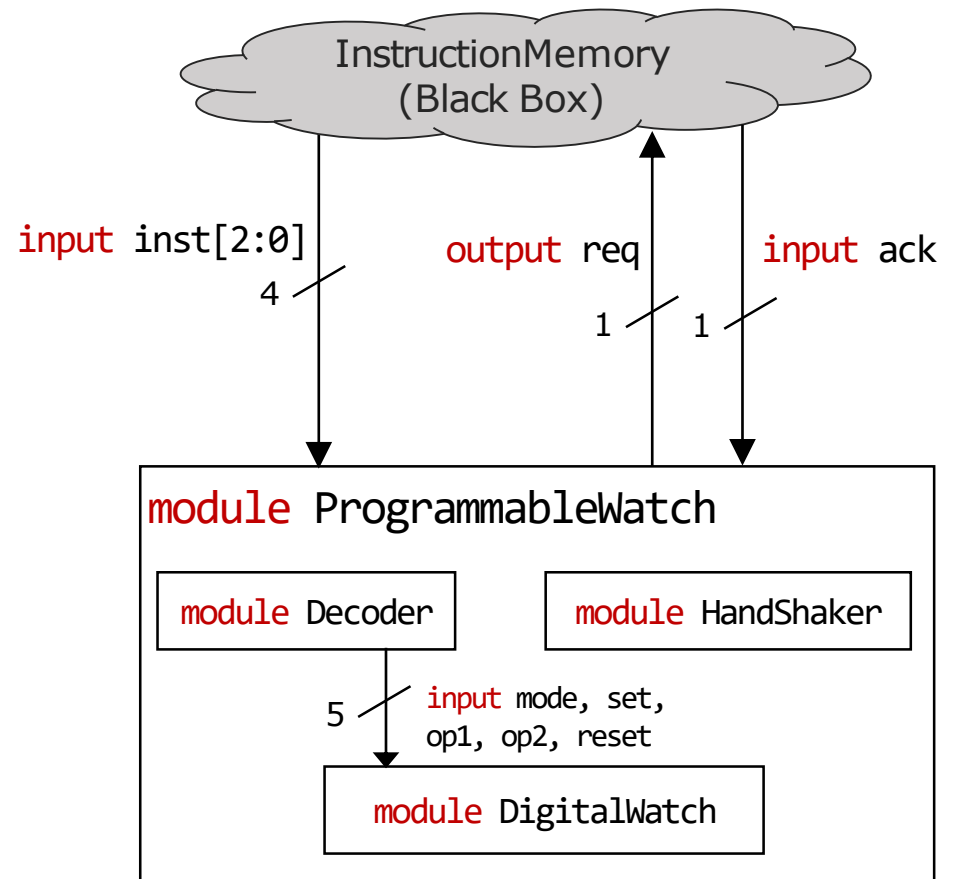 InstructionMemory
(Black Box)
input inst[2:0]
4
output req
1
input ack
1
module ProgrammableWatch
module Decoder
module HandShaker
5
input mode, set,
op1, op2, reset
module DigitalWatch